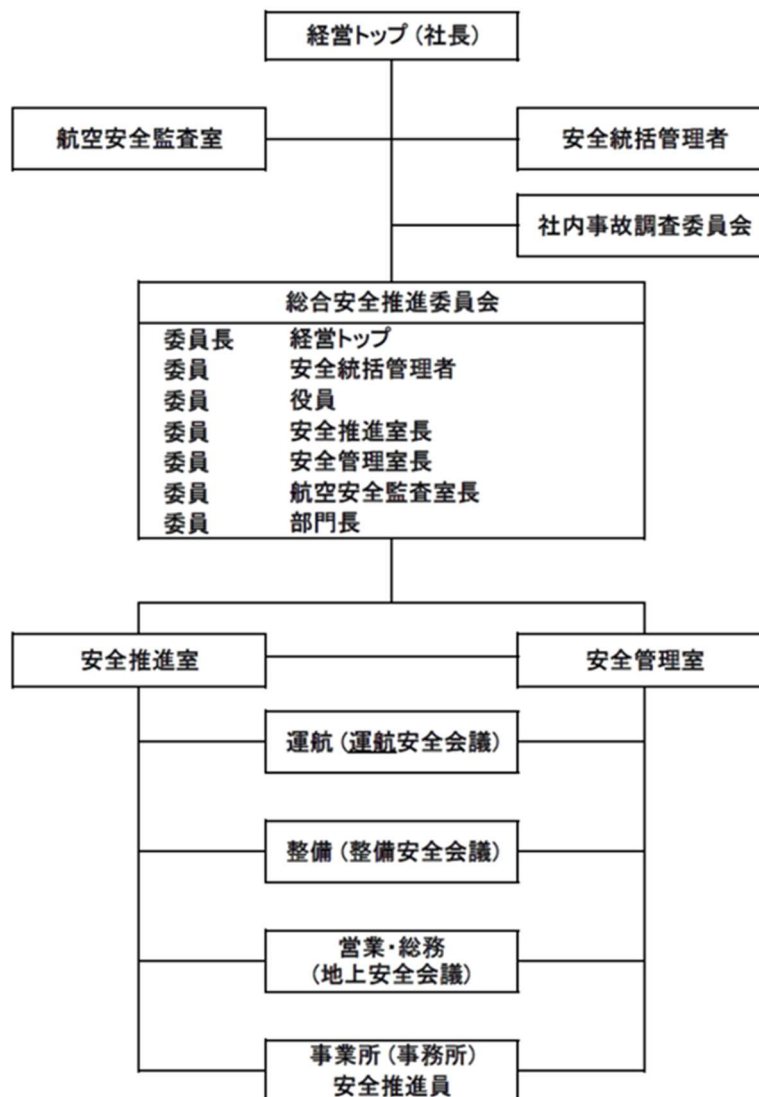 経営トップ（社長）
航空安全監査室
安全統括管理者
社内事故調査委員会
総合安全推進委員会
委員長 経営トップ
委員 安全統括管理者
委員 役員
委員 安全推進室長
委員 安全管理室長
委員 航空安全監査室長
委員 部門長
安全推進室
安全管理室
運航（運航安全会議）
整備（整備安全会議）
営業・総務
（地上安全会議）
事業所（事務所）
安全推進員